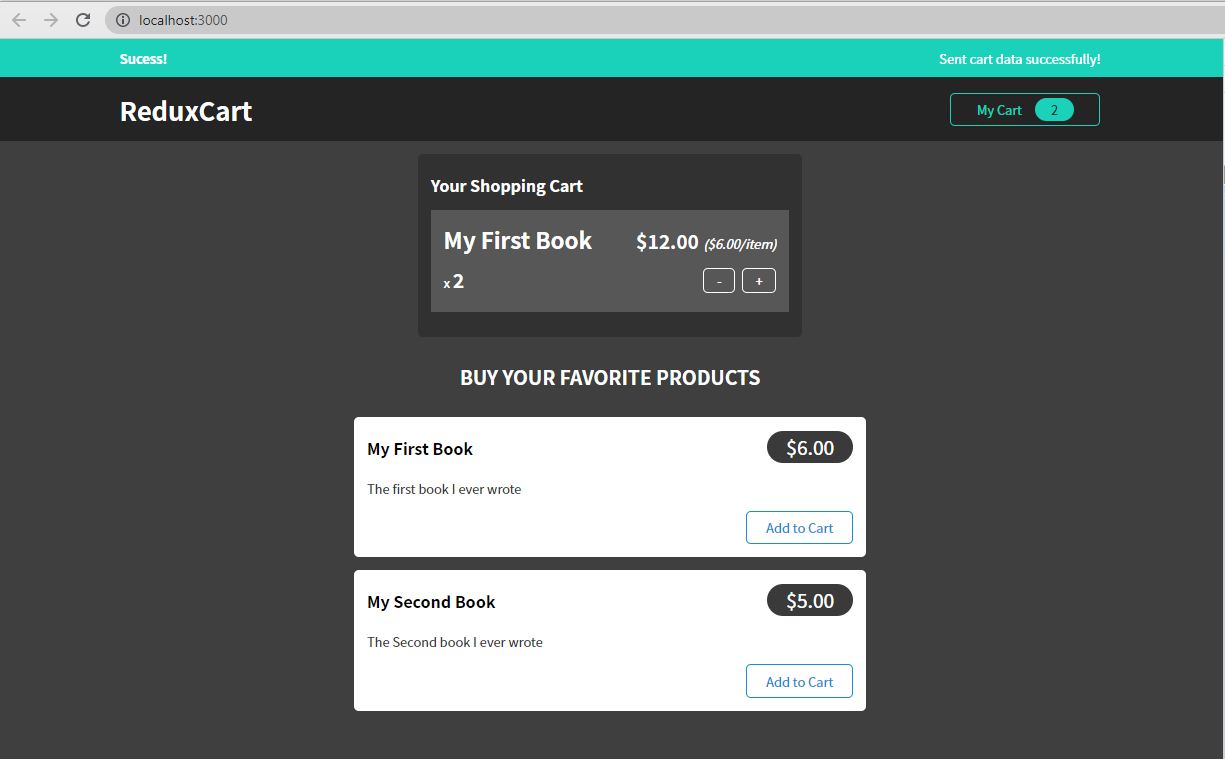 localhost:3000
Sucess! Sent cart data successfully!
ReduxCart My Cart 2
Your Shopping Cart
My First Book $12.00 ($6.00/item)
x 2 - +
BUY YOUR FAVORITE PRODUCTS
My First Book $6.00
The first book I ever wrote
Add to Cart
My Second Book $5.00
The Second book I ever wrote
Add to Cart